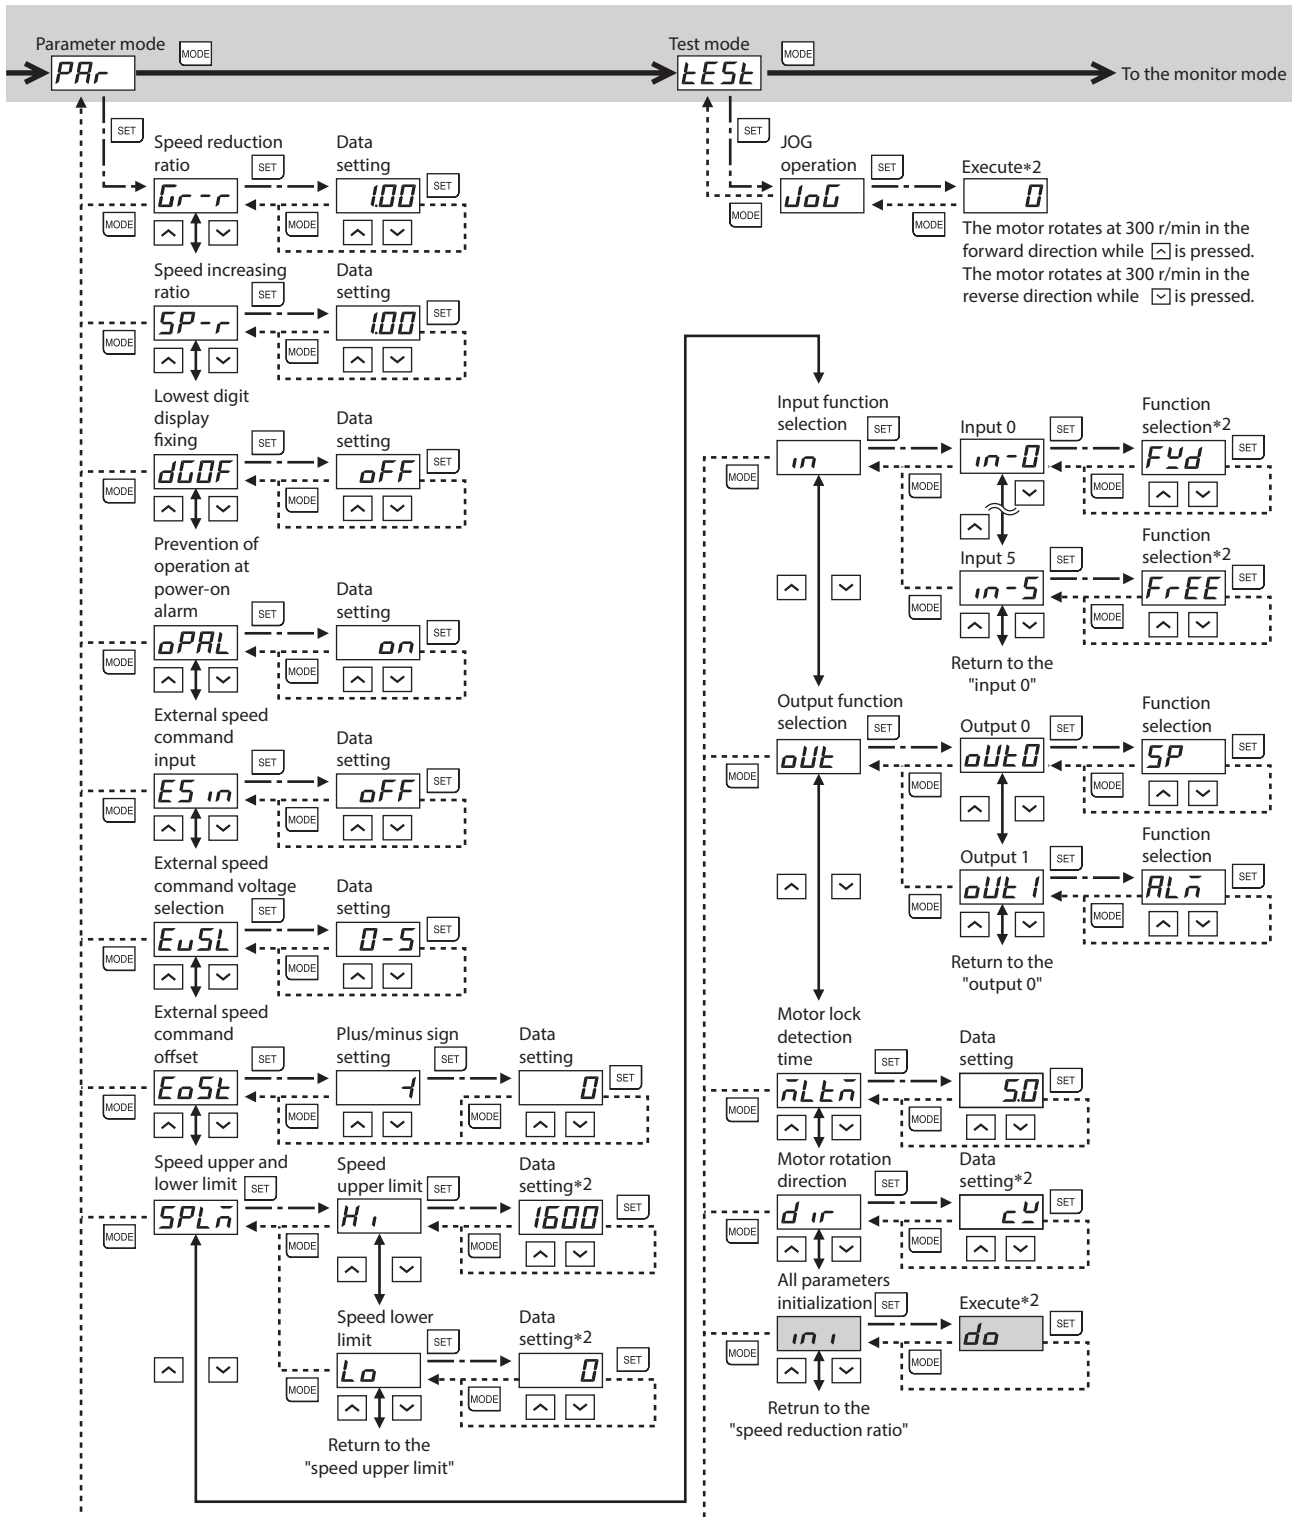 Parameter mode
MODE
PAr
Test mode
MODE
tESt
To the monitor mode
SET
Speed reduction
ratio
SET
Data
setting
Gr-r
1.00
SET
MODE
MODE
Speed increasing
ratio
SET
Data
setting
SP-r
1.00
SET
MODE
MODE
Lowest digit
display
fixing
SET
Data
setting
dGOF
oFF
SET
MODE
MODE
Prevention of
operation at
power-on
alarm
SET
Data
setting
oPAL
on
SET
MODE
MODE
External speed
command
input
SET
Data
setting
ES in
oFF
SET
MODE
MODE
External speed
command voltage
selection
SET
Data
setting
EvSL
0-5
SET
MODE
MODE
External speed
command
offset
SET
Plus/minus sign
setting
SET
Data
setting
EoSt
0
SET
MODE
MODE
MODE
Speed upper and
lower limit
SET
Speed
upper limit
SET
Data
setting*2
SPLm
Hi
1600
SET
MODE
MODE
MODE
Speed lower
limit
SET
Data
setting*2
Lo
0
SET
MODE
MODE
Return to the
"speed upper limit"
SET
JOG
operation
SET
Execute*2
JoG
0
MODE
MODE
The motor rotates at 300 r/min in the
forward direction while is pressed.
The motor rotates at 300 r/min in the
reverse direction while is pressed.
Input function
selection
SET
Input 0
SET
Function
selection*2
in
in-0
Fwd
SET
MODE
MODE
MODE
Input 5
SET
Function
selection*2
in-5
FrEE
SET
MODE
MODE
Return to the
"input 0"
Output function
selection
SET
Output 0
SET
Function
selection
oUt
oUt0
SP
SET
MODE
MODE
MODE
Output 1
SET
Function
selection
oUt1
ALm
SET
MODE
MODE
Return to the
"output 0"
Motor lock
detection
time
SET
Data
setting
mLtm
5.0
SET
MODE
MODE
Motor rotation
direction
SET
Data
setting*2
dir
cw
SET
MODE
MODE
All parameters
initialization
SET
Execute*2
ini
do
SET
MODE
MODE
Retrun to the
"speed reduction ratio"